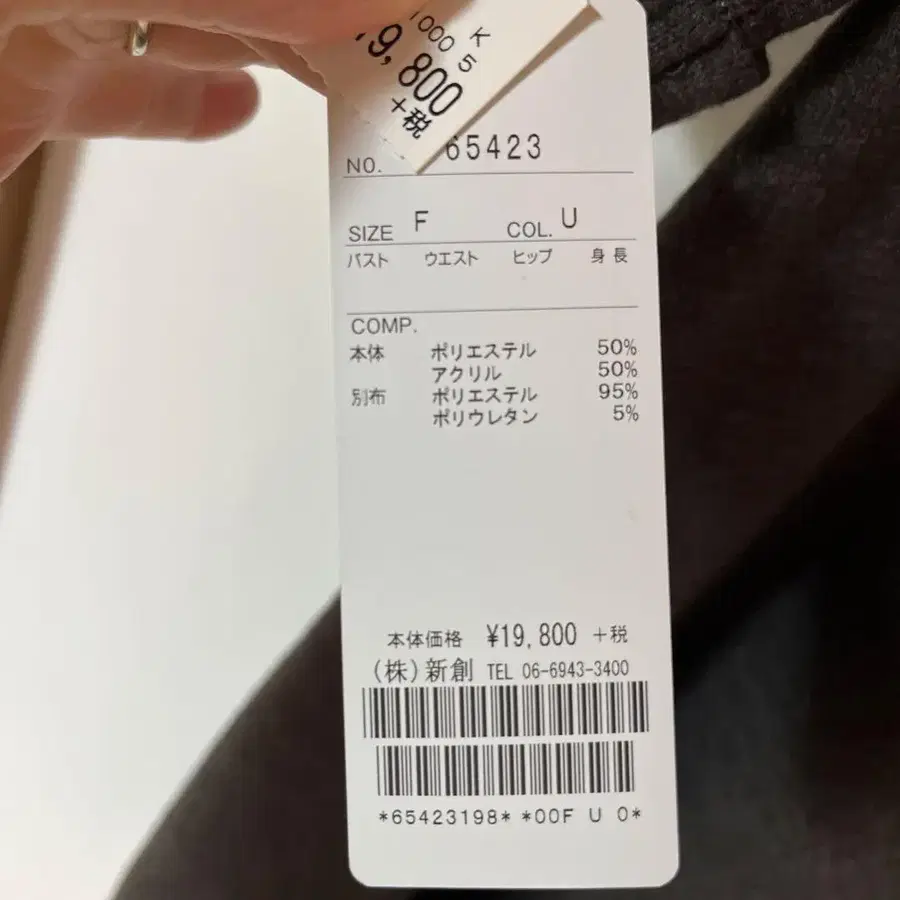 K
1000 5
19,800
+税
NO. 65423
SIZE F COL. U
バスト ウエスト ヒップ 身長
COMP.
本体 ポリエステル 50%
アクリル 50%
別布 ポリエステル 95%
ポリウレタン 5%
本体価格 ¥19,800 +税
(株)新創 TEL 06-6943-3400
*65423198* *00F U 0*